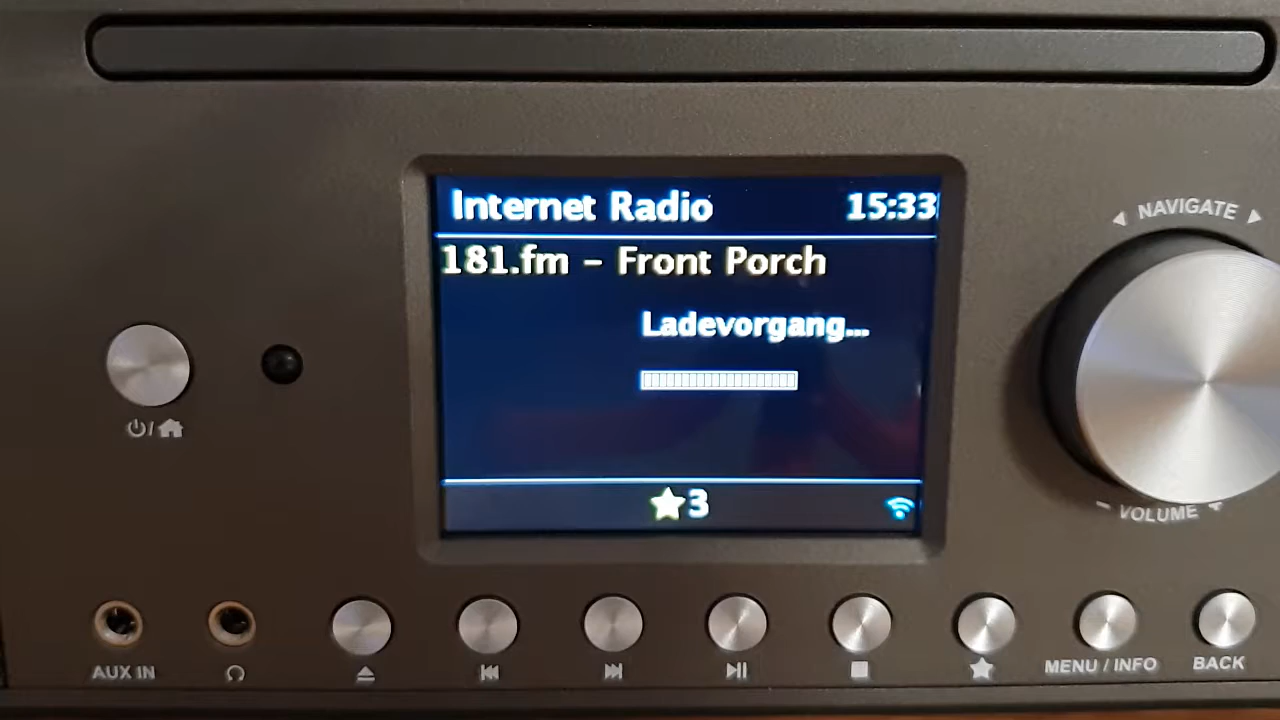 Internet Radio 15:33
181.fm – Front Porch
Ladevorgang...
3
NAVIGATE
– VOLUME +
AUX IN
MENU / INFO
BACK